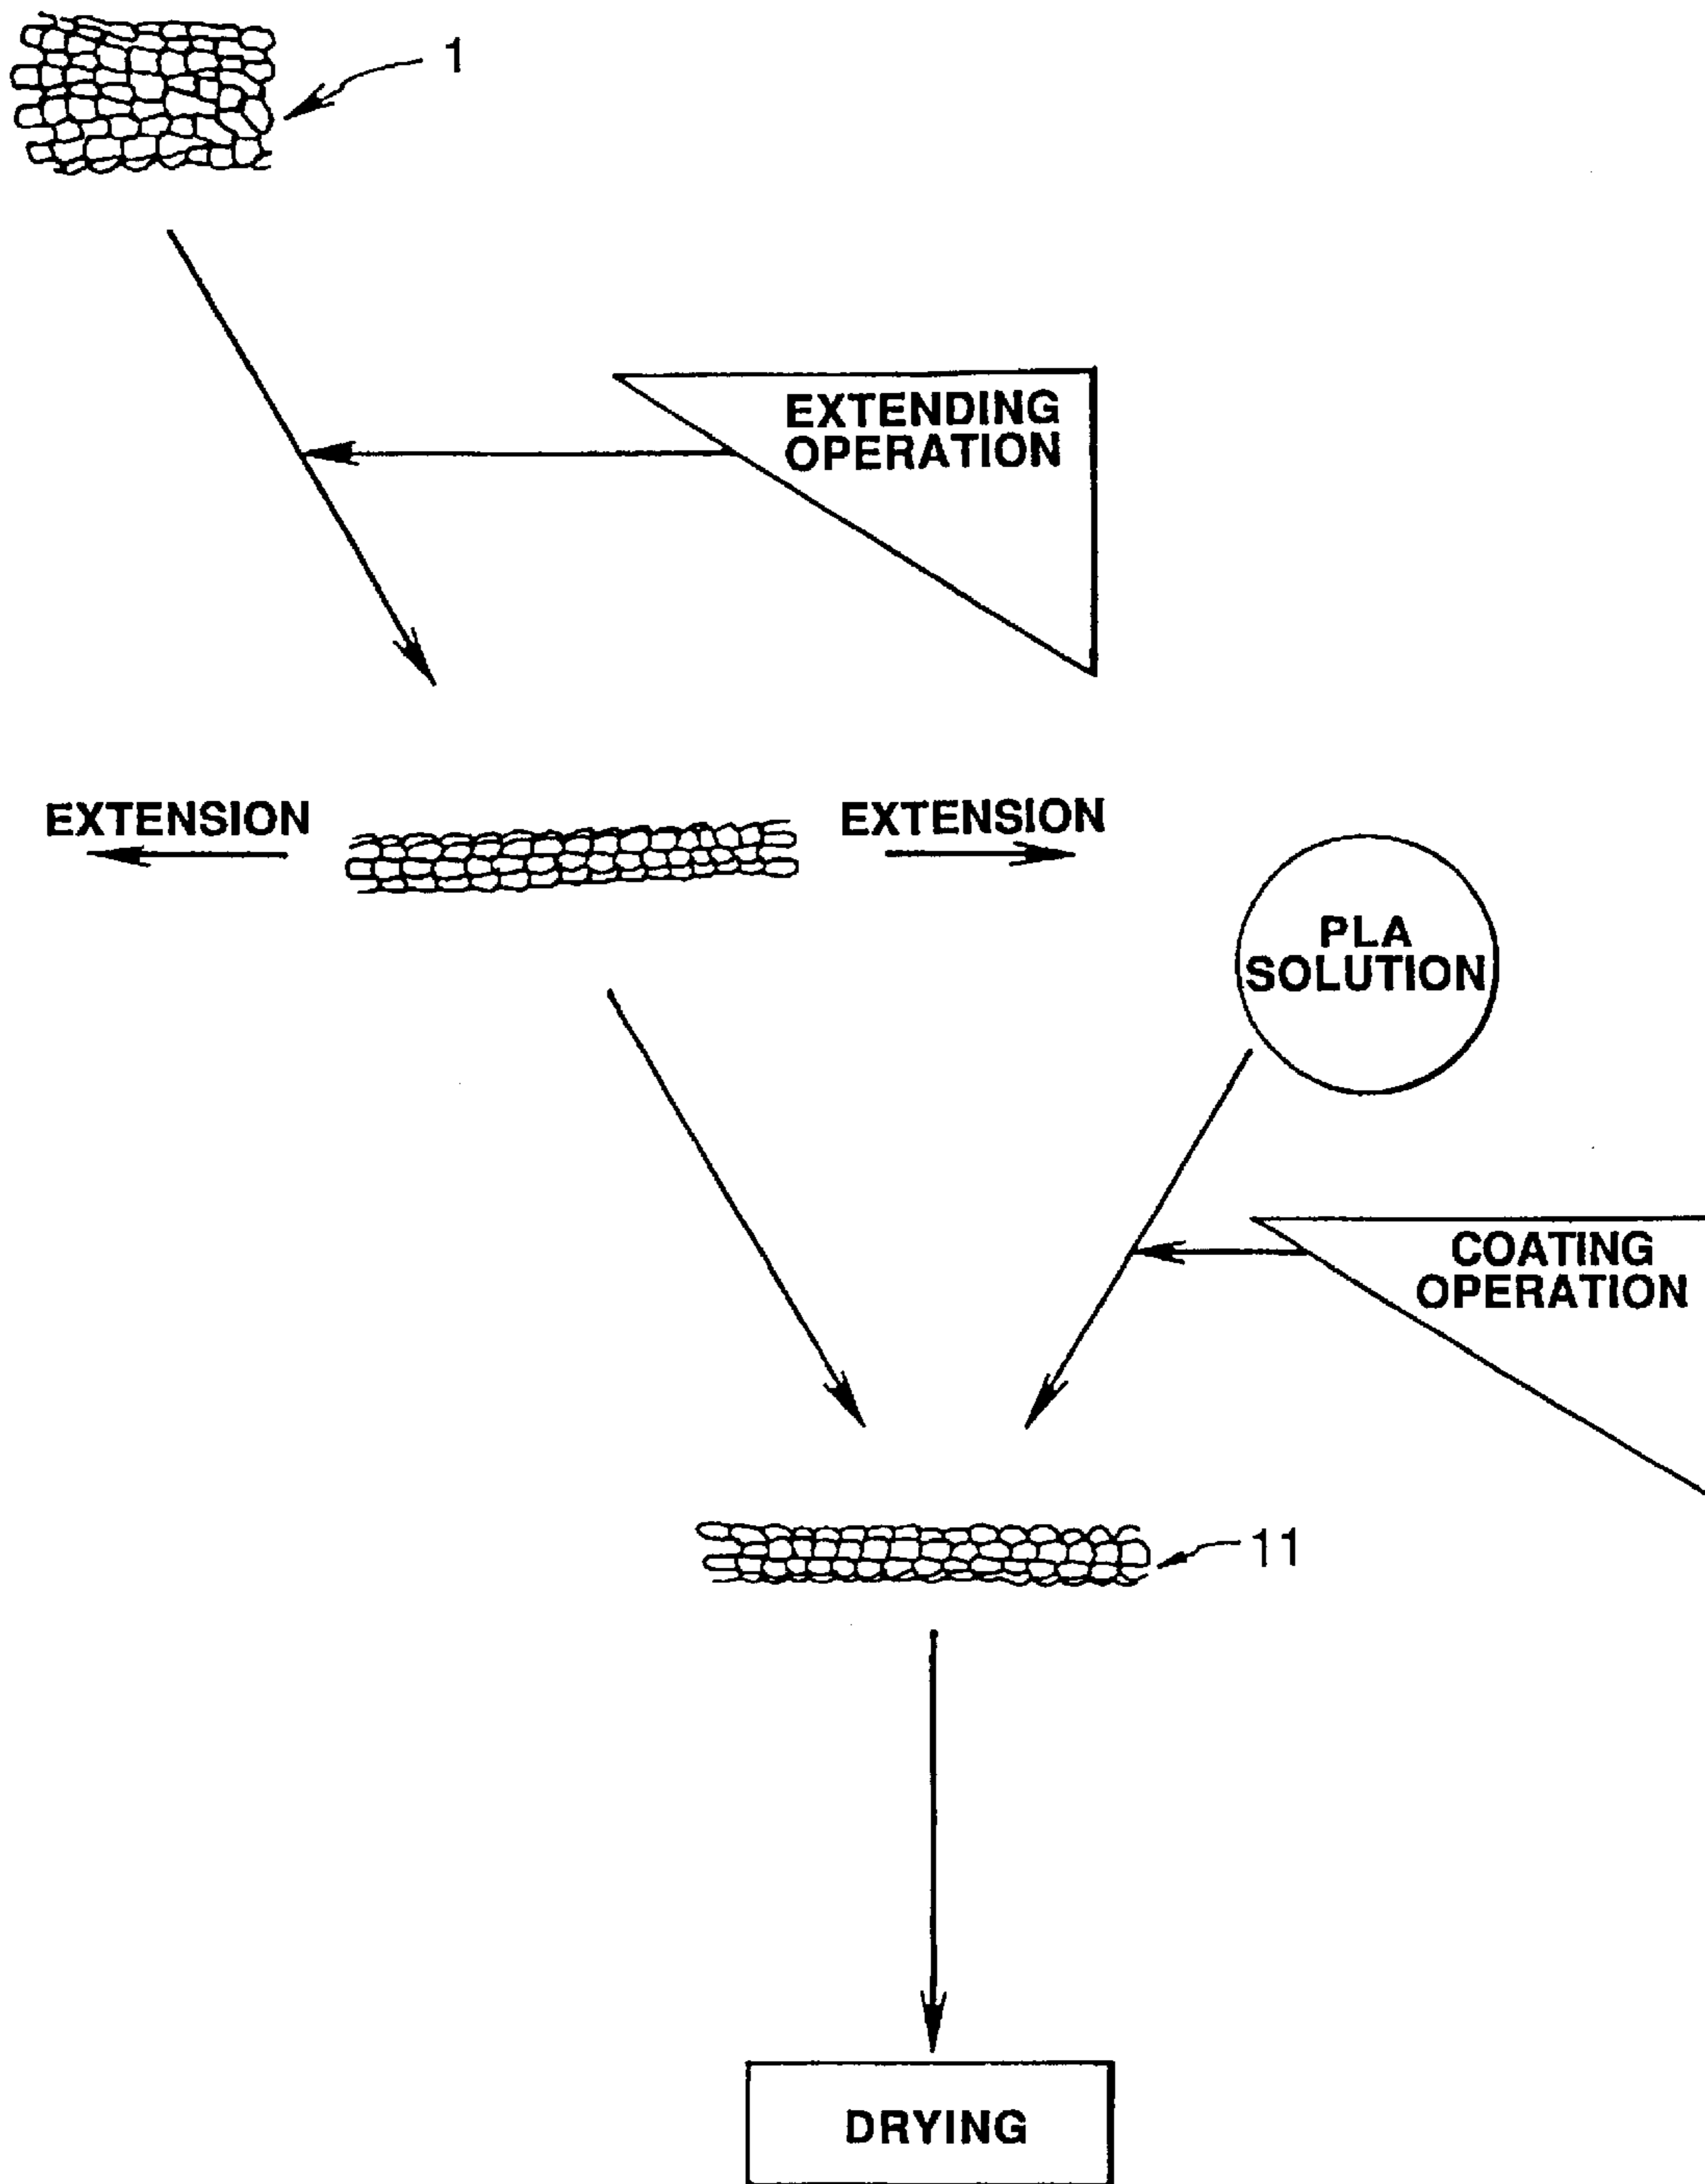 1
EXTENDING
OPERATION
EXTENSION
EXTENSION
PLA
SOLUTION
COATING
OPERATION
11
DRYING